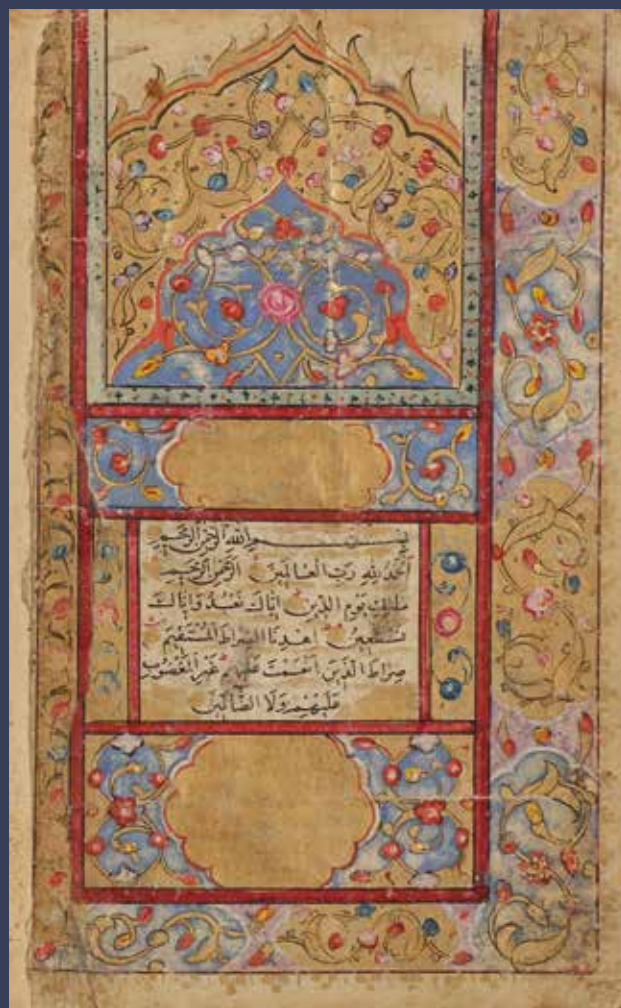 بسم الله الرحمن الرحيم
الحمد لله رب العالمين الرحمن الرحيم
ملك يوم الدين اياك نعبد واياك
نستعين اهدنا الصراط المستقيم
صراط الذين انعمت عليهم غير المغضوب
عليهم ولا الضالين